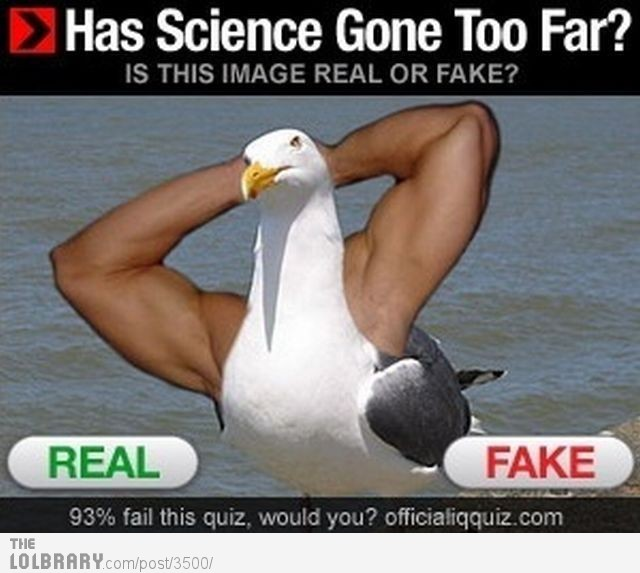 Has Science Gone Too Far?
IS THIS IMAGE REAL OR FAKE?
REAL
FAKE
93% fail this quiz, would you? officialiqquiz.com
THE
LOLBRARY.com/post/3500/